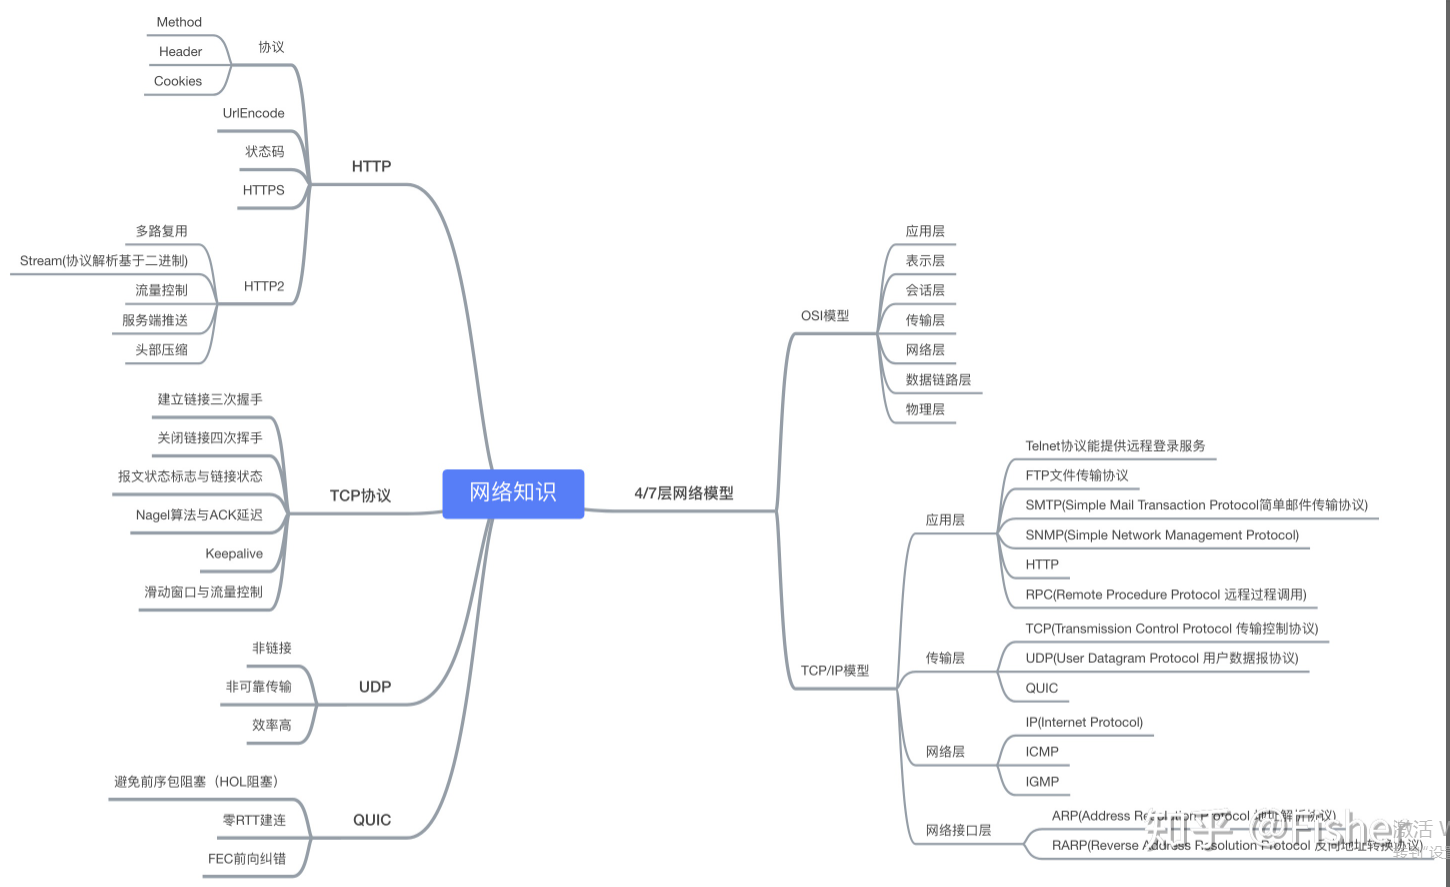 Method
Header
Cookies
协议
UrlEncode
状态码
HTTPS
多路复用
Stream(协议解析基于二进制)
流量控制
服务端推送
头部压缩
HTTP2
HTTP
建立链接三次握手
关闭链接四次挥手
报文状态标志与链接状态
Nagel算法与ACK延迟
Keepalive
滑动窗口与流量控制
TCP协议
非链接
非可靠传输
效率高
UDP
避免前序包阻塞（HOL阻塞）
零RTT建连
FEC前向纠错
QUIC
网络知识
4/7层网络模型
OSI模型
应用层
表示层
会话层
传输层
网络层
数据链路层
物理层
TCP/IP模型
应用层
Telnet协议能提供远程登录服务
FTP文件传输协议
SMTP(Simple Mail Transaction Protocol简单邮件传输协议)
SNMP(Simple Network Management Protocol)
HTTP
RPC(Remote Procedure Protocol 远程过程调用)
传输层
TCP(Transmission Control Protocol 传输控制协议)
UDP(User Datagram Protocol 用户数据报协议)
QUIC
网络层
IP(Internet Protocol)
ICMP
IGMP
网络接口层
ARP(Address Resolution Protocol 地址解析协议)
RARP(Reverse Address Resolution Protocol 反向地址转换协议)
知乎 @Fishe
激活 W
转到"设